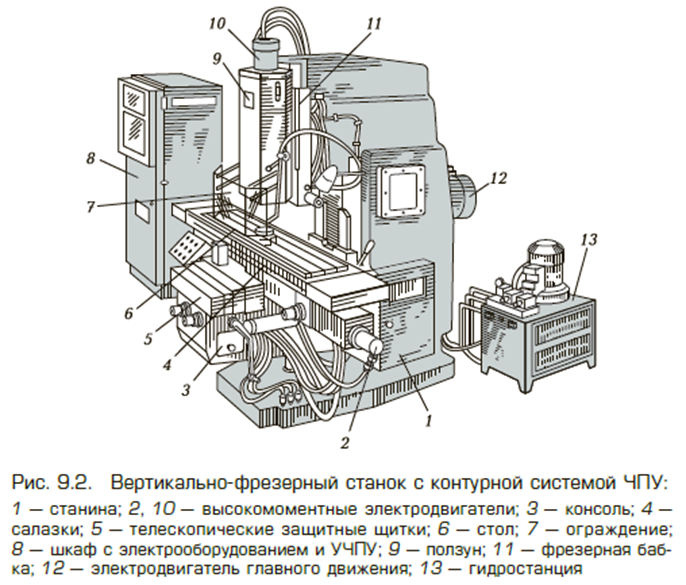 10
11
9
8
7
12
13
6
5
4
3
2
1
Рис. 9.2. Вертикально-фрезерный станок с контурной системой ЧПУ:
1 — станина; 2, 10 — высокомоментные электродвигатели; 3 — консоль; 4 —
салазки; 5 — телескопические защитные щитки; 6 — стол; 7 — ограждение;
8 — шкаф с электрооборудованием и УЧПУ; 9 — ползун; 11 — фрезерная баб-
ка; 12 — электродвигатель главного движения; 13 — гидростанция